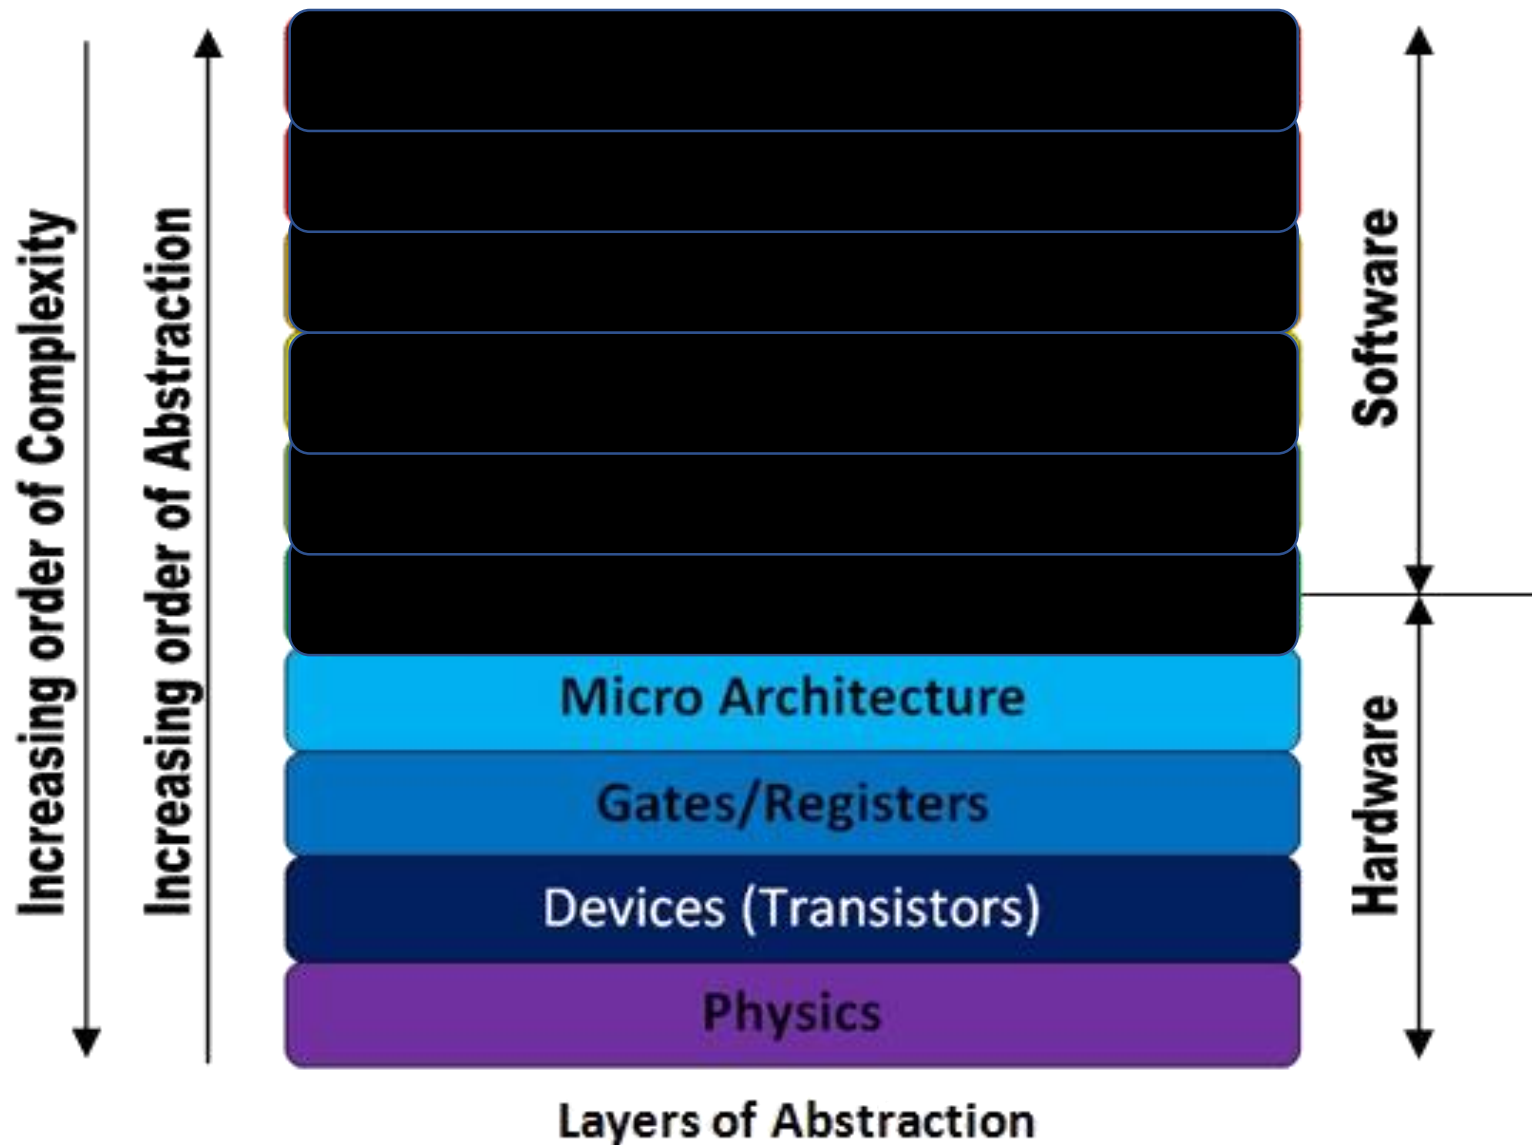 Increasing order of Complexity
Increasing order of Abstraction
Software
Micro Architecture
Gates/Registers
Hardware
Devices (Transistors)
Physics
Layers of Abstraction